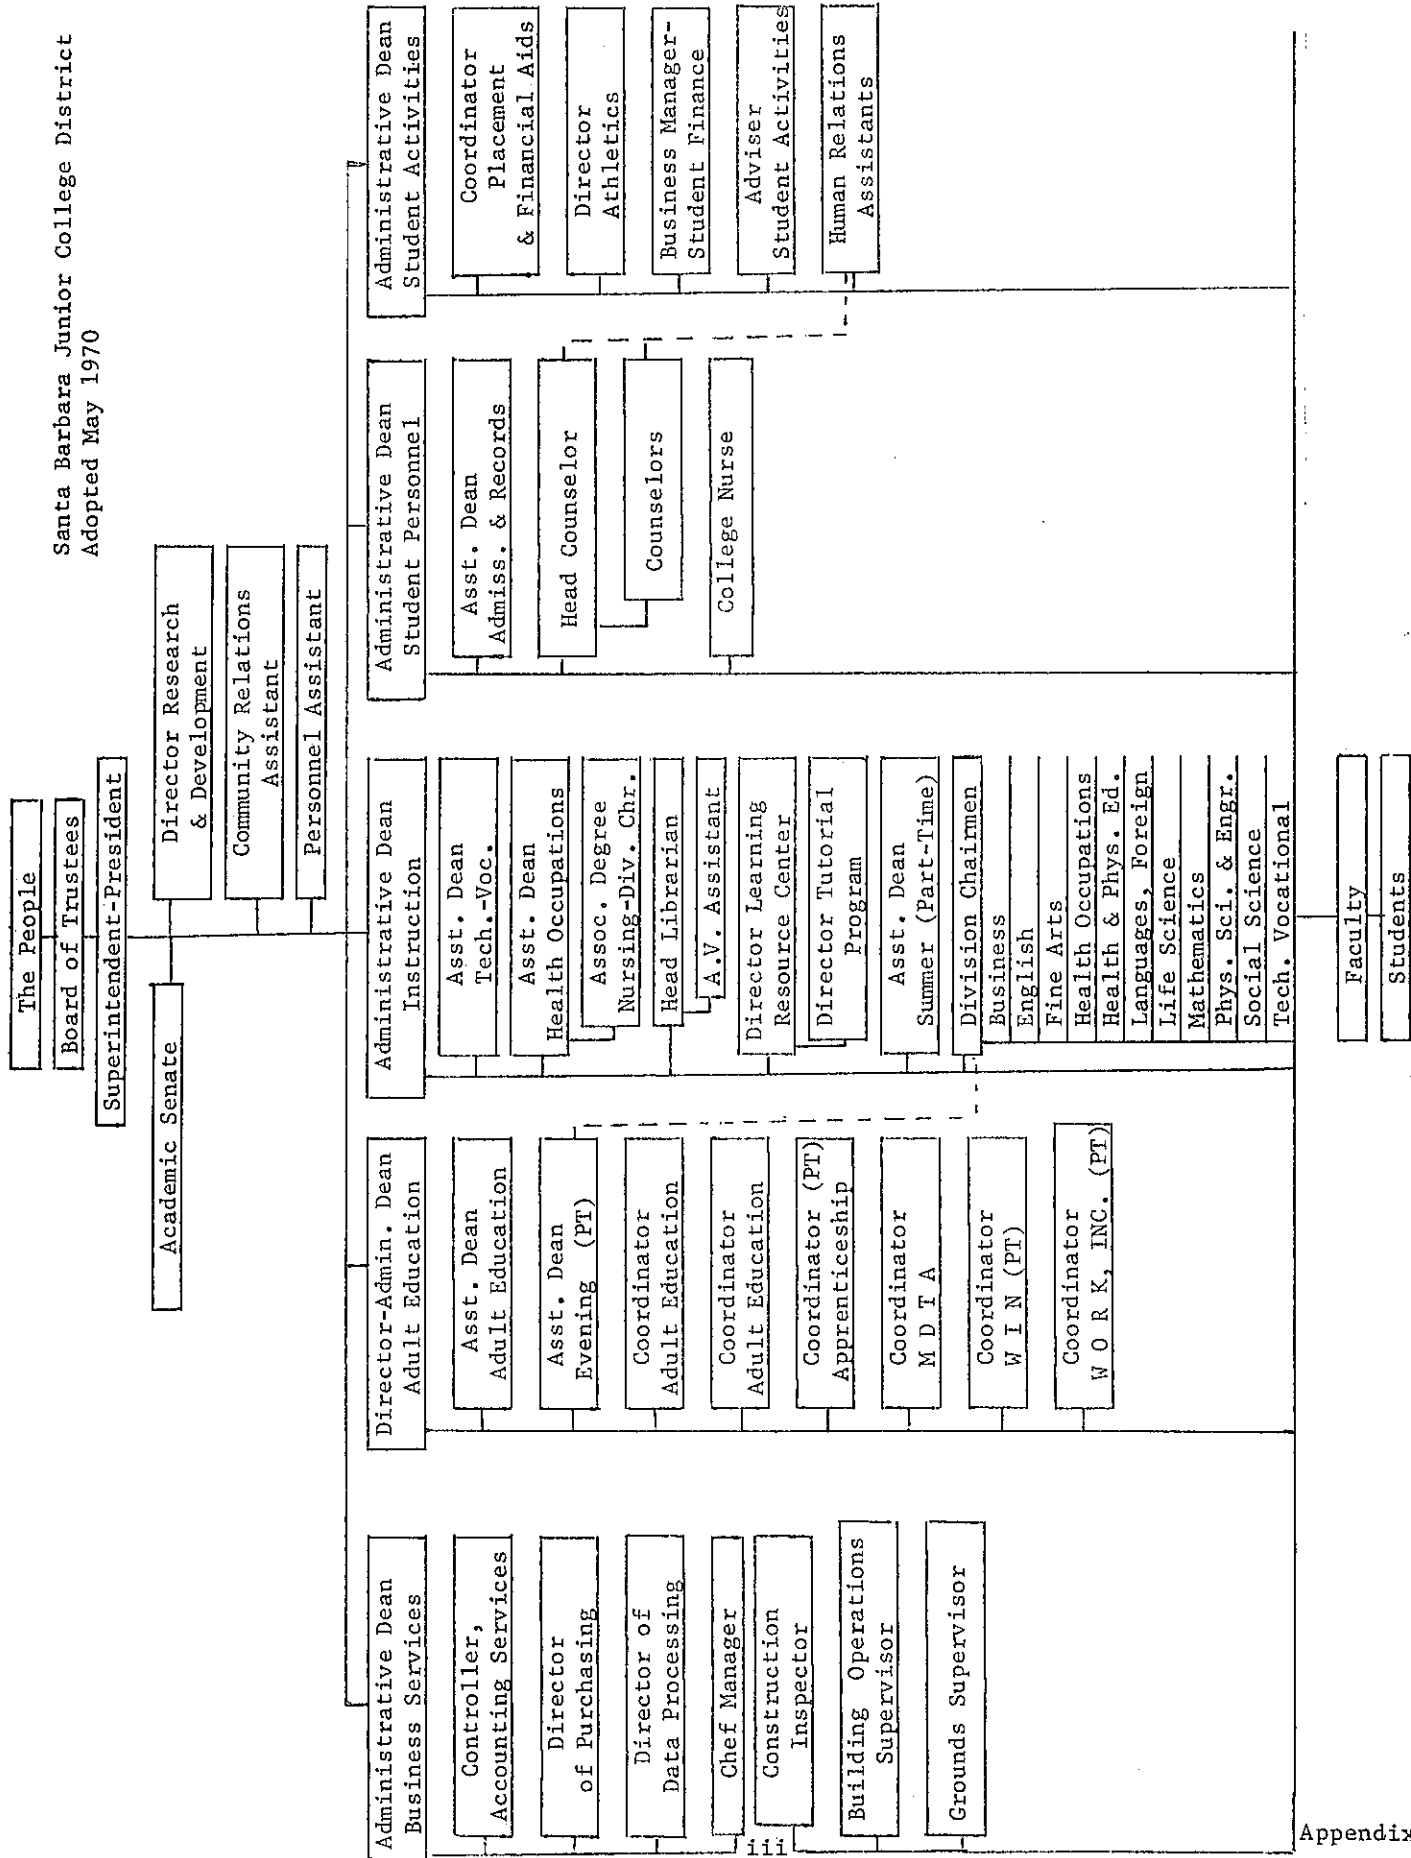 Santa Barbara Junior College District
Adopted May 1970
The People
Board of Trustees
Superintendent-President
Academic Senate
Director Research
& Development
Community Relations
Assistant
Personnel Assistant
Administrative Dean
Business Services
Controller,
Accounting Services
Director
of Purchasing
Director of
Data Processing
Chef Manager
Construction
Inspector
Building Operations
Supervisor
Grounds Supervisor
Director-Admin. Dean
Adult Education
Asst. Dean
Adult Education
Asst. Dean
Evening (PT)
Coordinator
Adult Education
Coordinator
Adult Education
Coordinator (PT)
Apprenticeship
Coordinator
M D T A
Coordinator
W I N (PT)
Coordinator
W O R K, INC. (PT)
Administrative Dean
Instruction
Asst. Dean
Tech.-Voc.
Asst. Dean
Health Occupations
Assoc. Degree
Nursing-Div. Chr.
Head Librarian
A.V. Assistant
Director Learning
Resource Center
Director Tutorial
Program
Asst. Dean
Summer (Part-Time)
Division Chairmen
Business
English
Fine Arts
Health Occupations
Health & Phys. Ed.
Languages, Foreign
Life Science
Mathematics
Phys. Sci. & Engr.
Social Science
Tech. Vocational
Administrative Dean
Student Personnel
Asst. Dean
Admiss. & Records
Head Counselor
Counselors
College Nurse
Administrative Dean
Student Activities
Coordinator
Placement
& Financial Aids
Director
Athletics
Business Manager-
Student Finance
Adviser
Student Activities
Human Relations
Assistants
Faculty
Students
iii
Appendix